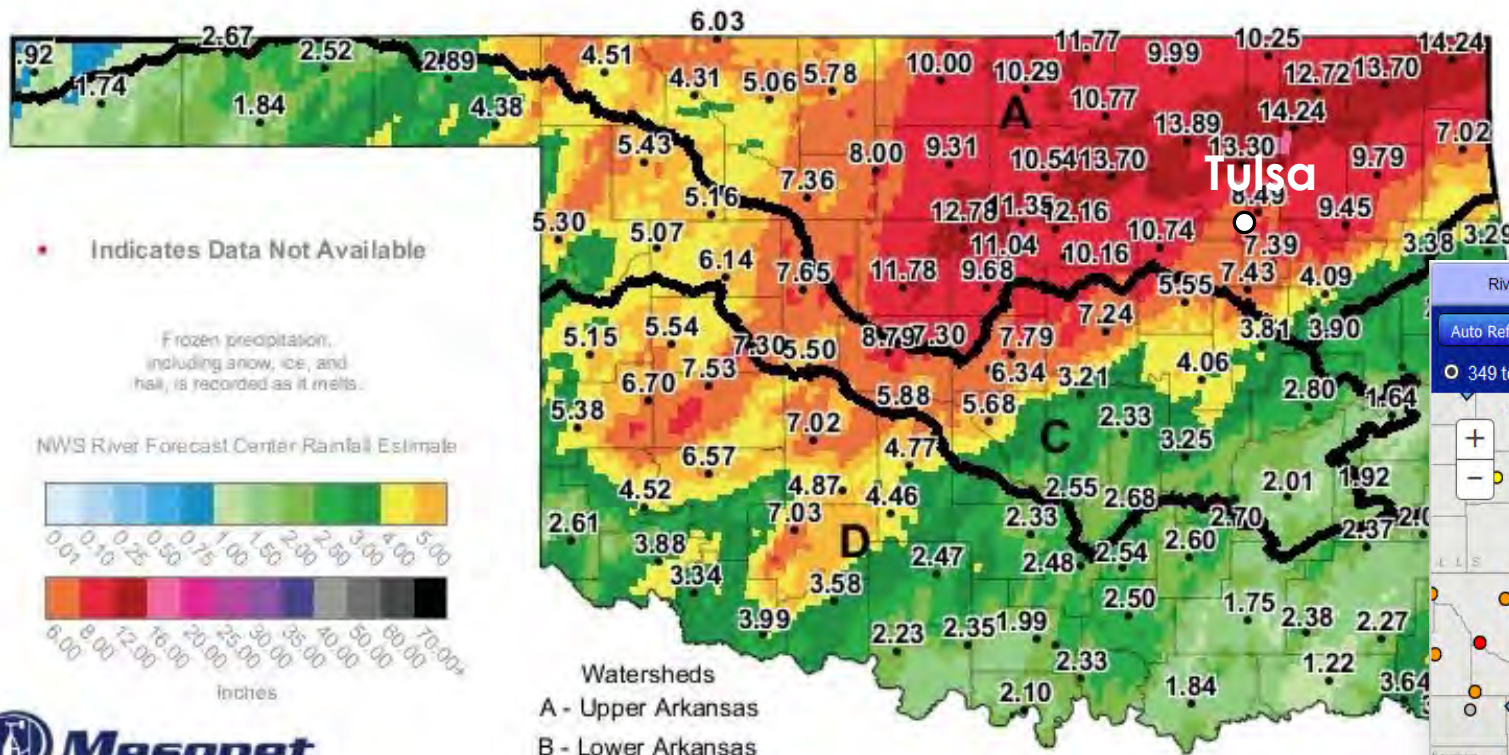 6.03
.92 2.67 2.52 2.89 4.51 4.31 5.06 5.78 10.00 10.29 11.77 9.99 10.25 12.72 13.70 14.24
1.74 1.84 4.38 10.77 A 13.89 14.24
5.43 7.36 8.00 9.31 10.54 13.70 13.30 9.79 7.02
Tulsa
5.30 5.16 12.78 11.35 12.16 8.49 9.45
• Indicates Data Not Available
5.07 6.14 7.65 11.04 10.16 10.74 7.39 3.38 3.29
11.78 9.68 5.55 7.43 4.09
Frozen precipitation,
including snow, ice, and
hail, is recorded as it melts.
5.15 5.54 7.30 5.50 8.79 7.30 7.79 7.24 3.81 3.90
6.70 7.53 5.88 6.34 3.21 4.06 2.80 1.64
5.38 7.02 5.68 2.33
NWS River Forecast Center Rainfall Estimate
6.57 4.77 C 3.25
4.52 4.87 4.46 2.55 2.68 2.01 1.92
0.01 0.10 0.25 0.50 0.75 1.00 1.50 2.00 2.50 3.00 4.00 5.00
2.61 7.03 D 2.33 2.70 2.37
3.88 3.34 3.58 2.47 2.48 2.54 2.60
6.00 8.00 12.00 16.00 20.00 25.00 30.00 35.00 40.00 50.00 60.00 70.00+
Inches
3.99 2.23 2.35 1.99 2.50 1.75 2.38 2.27
2.33 2.10 1.84 1.22 3.64
Watersheds
A - Upper Arkansas
B - Lower Arkansas
Mesonet
Riv
Auto Ref
349 to
+
−
L L S